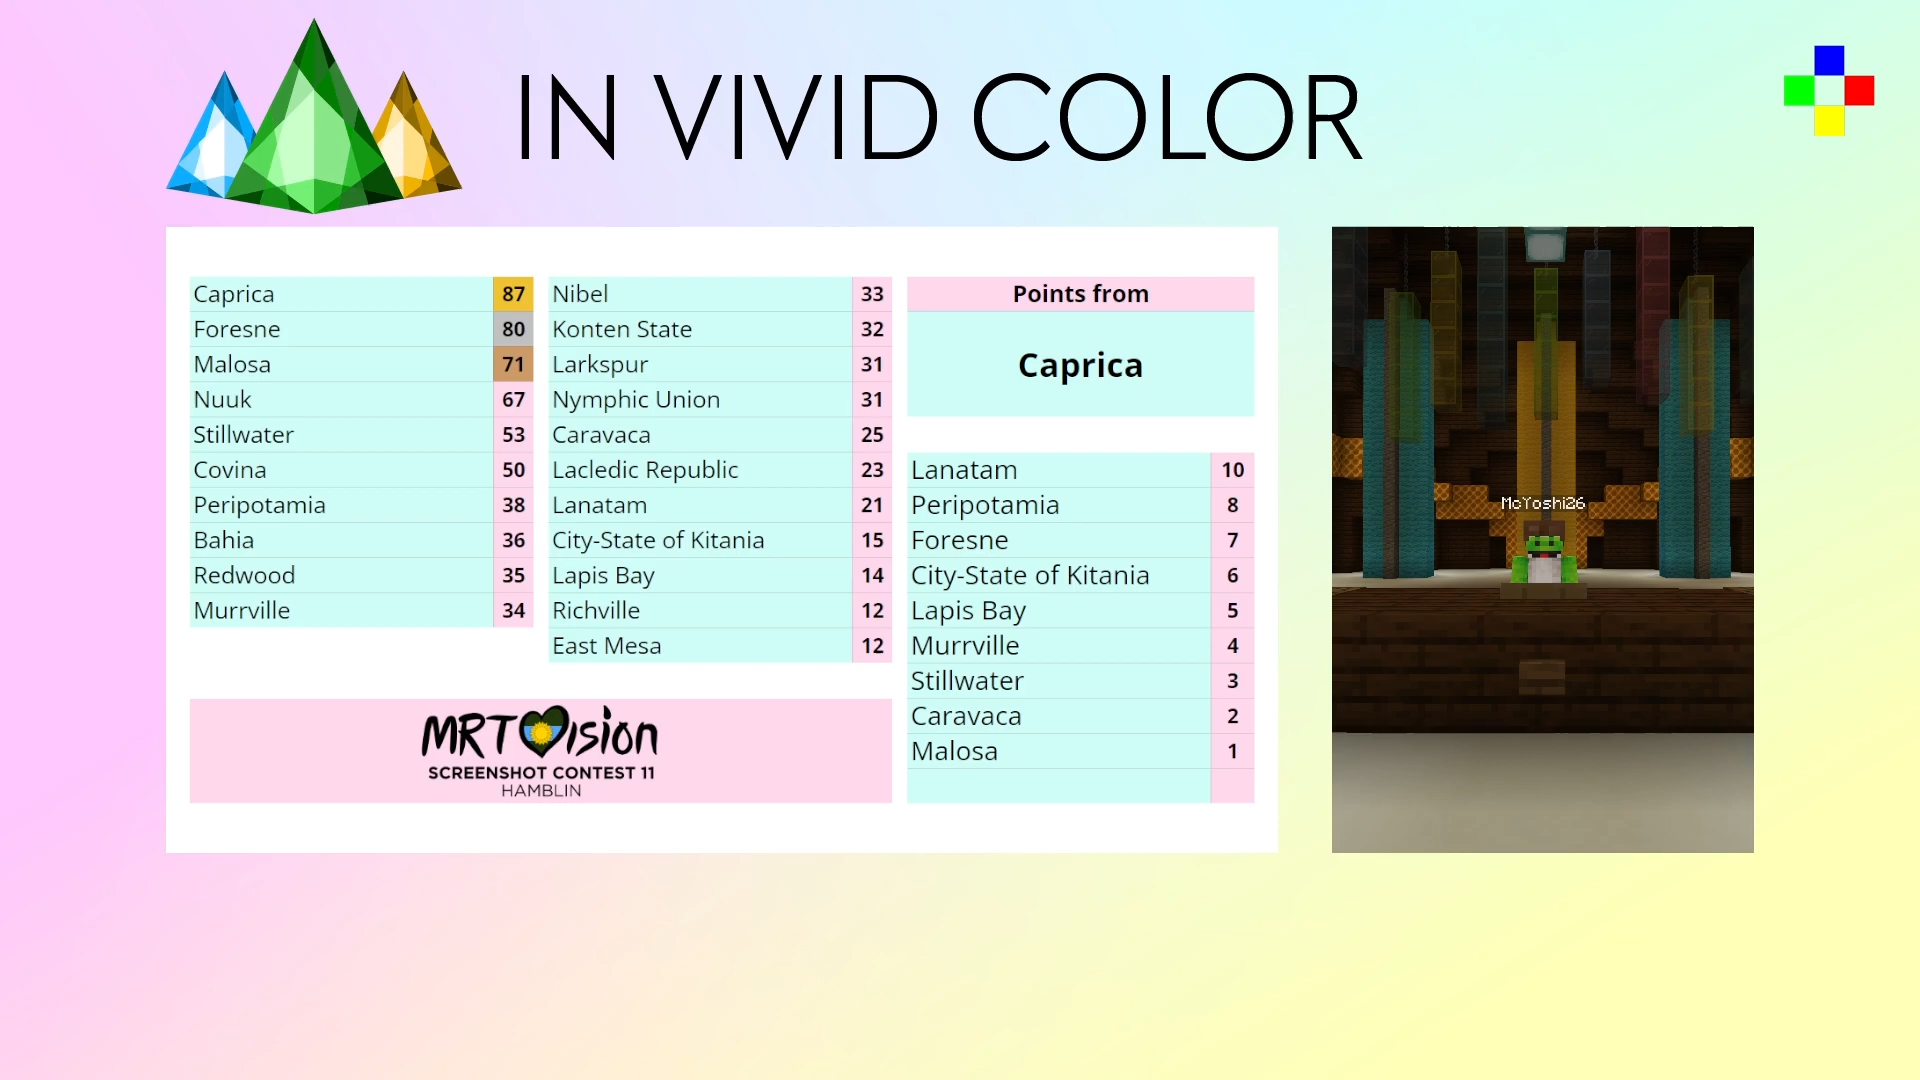 IN VIVID COLOR
Caprica 87
Foresne 80
Malosa 71
Nuuk 67
Stillwater 53
Covina 50
Peripotamia 38
Bahia 36
Redwood 35
Murrville 34
Nibel 33
Konten State 32
Larkspur 31
Nymphic Union 31
Caravaca 25
Lacledic Republic 23
Lanatam 21
City-State of Kitania 15
Lapis Bay 14
Richville 12
East Mesa 12
Points from
Caprica
Lanatam 10
Peripotamia 8
Foresne 7
City-State of Kitania 6
Lapis Bay 5
Murrville 4
Stillwater 3
Caravaca 2
Malosa 1
MRTVision
SCREENSHOT CONTEST 11
HAMBLIN
McYoshi26